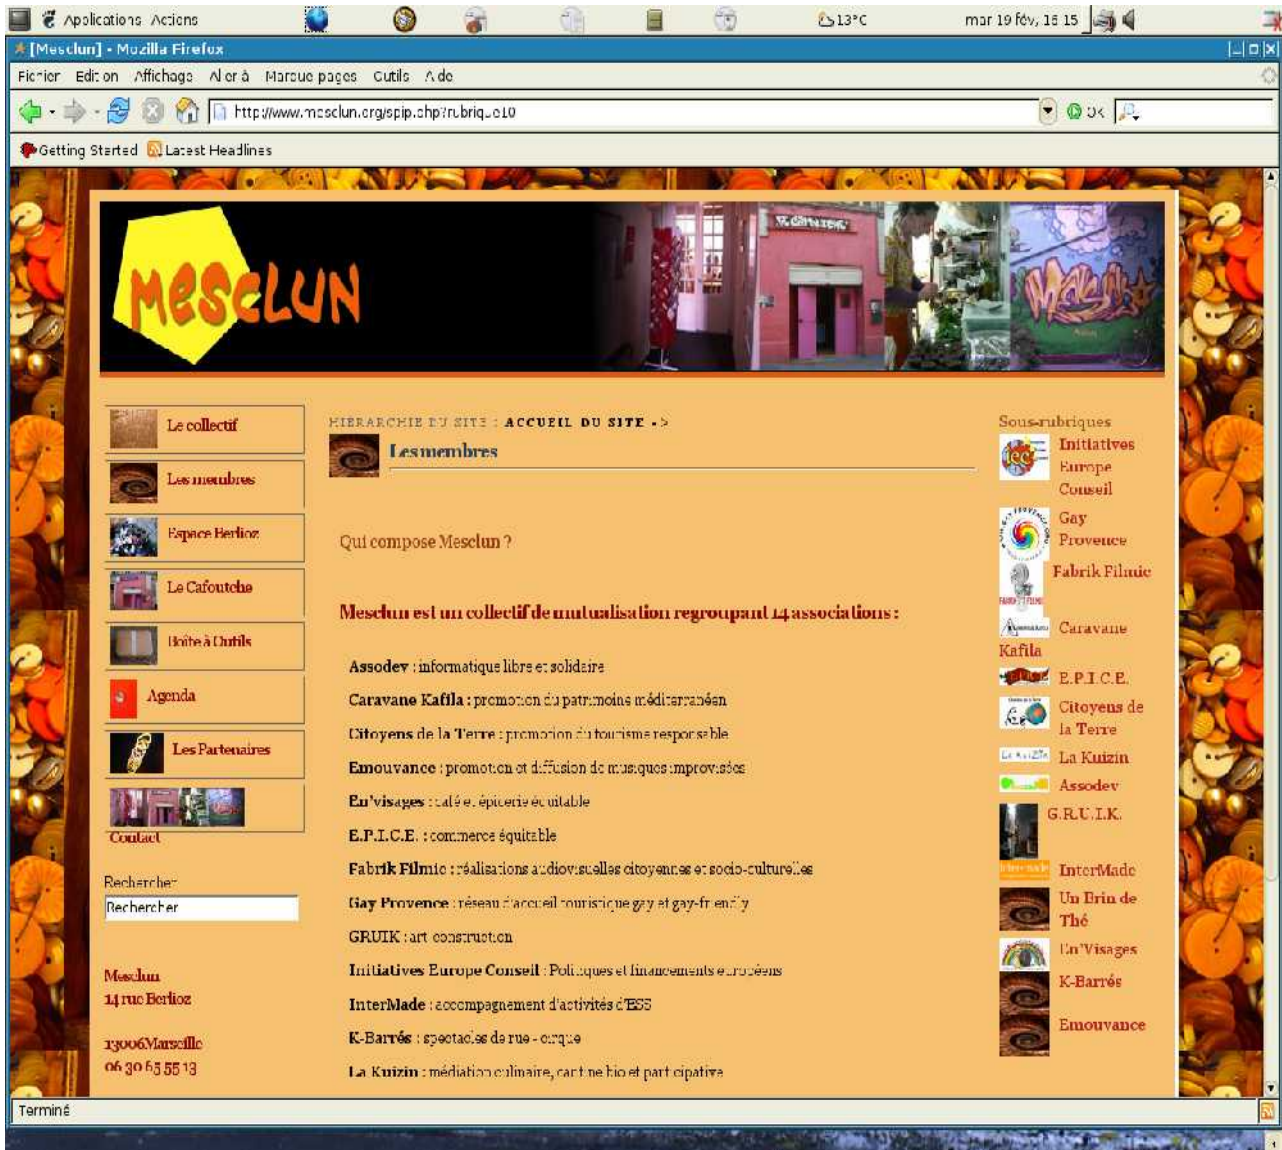 Applications Actions
13°C
mar 19 fév, 16 15
[Mesclun] - Mozilla Firefox
Fichier Edition Affichage Aller à Marque pages Outils Aide
http://www.mesclun.org/spip.php?rubrique10
OK
Getting Started Latest Headlines
MESCLUN
Le collectif
Les membres
Espace Berlioz
Le Cafoutche
Boîte à Outils
Agenda
Les Partenaires
Contact
Rechercher
Rechercher
Mesclun
14 rue Berlioz
13006Marseille
06 30 65 55 13
HIÉRARCHIE DU SITE : ACCUEIL DU SITE ->
Les membres
Qui compose Mesclun ?
Mesclun est un collectif de mutualisation regroupant 14 associations :
Assodev : informatique libre et solidaire
Caravane Kafila : promotion du patrimoine méditerranéen
Citoyens de la Terre : promotion du tourisme responsable
Emouvance : promotion et diffusion de musiques improvisées
En'visages : café et épicerie équitable
E.P.I.C.E. : commerce équitable
Fabrik Filmic : réalisations audiovisuelles citoyennes et socio-culturelles
Gay Provence : réseau d'accueil touristique gay et gay-friendly
GRUIK : art construction
Initiatives Europe Conseil : Politiques et financements européens
InterMade : accompagnement d'activités d'ESS
K-Barrés : spectacles de rue - cirque
La Kuizin : médiation culinaire, cantine bio et participative
Sous-rubriques
Initiatives
Europe
Conseil
Gay
Provence
Fabrik Filmic
Caravane
Kafila
E.P.I.C.E.
Citoyens de
la Terre
La Kuizin
Assodev
G.R.U.I.K.
InterMade
Un Brin de
Thé
En'Visages
K-Barrés
Emouvance
Terminé